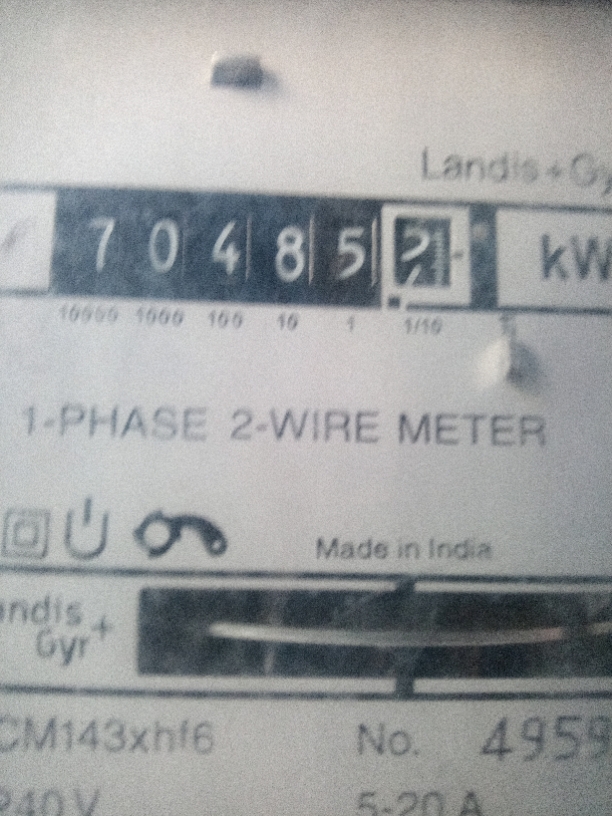 Landis+Gy
7 0 4 8 5 2
kW
10000 1000 100 10 1 1/10
1-PHASE 2-WIRE METER
Made in India
andis
Gyr+
CM143xhf6 No. 4959
240 V 5-20 A